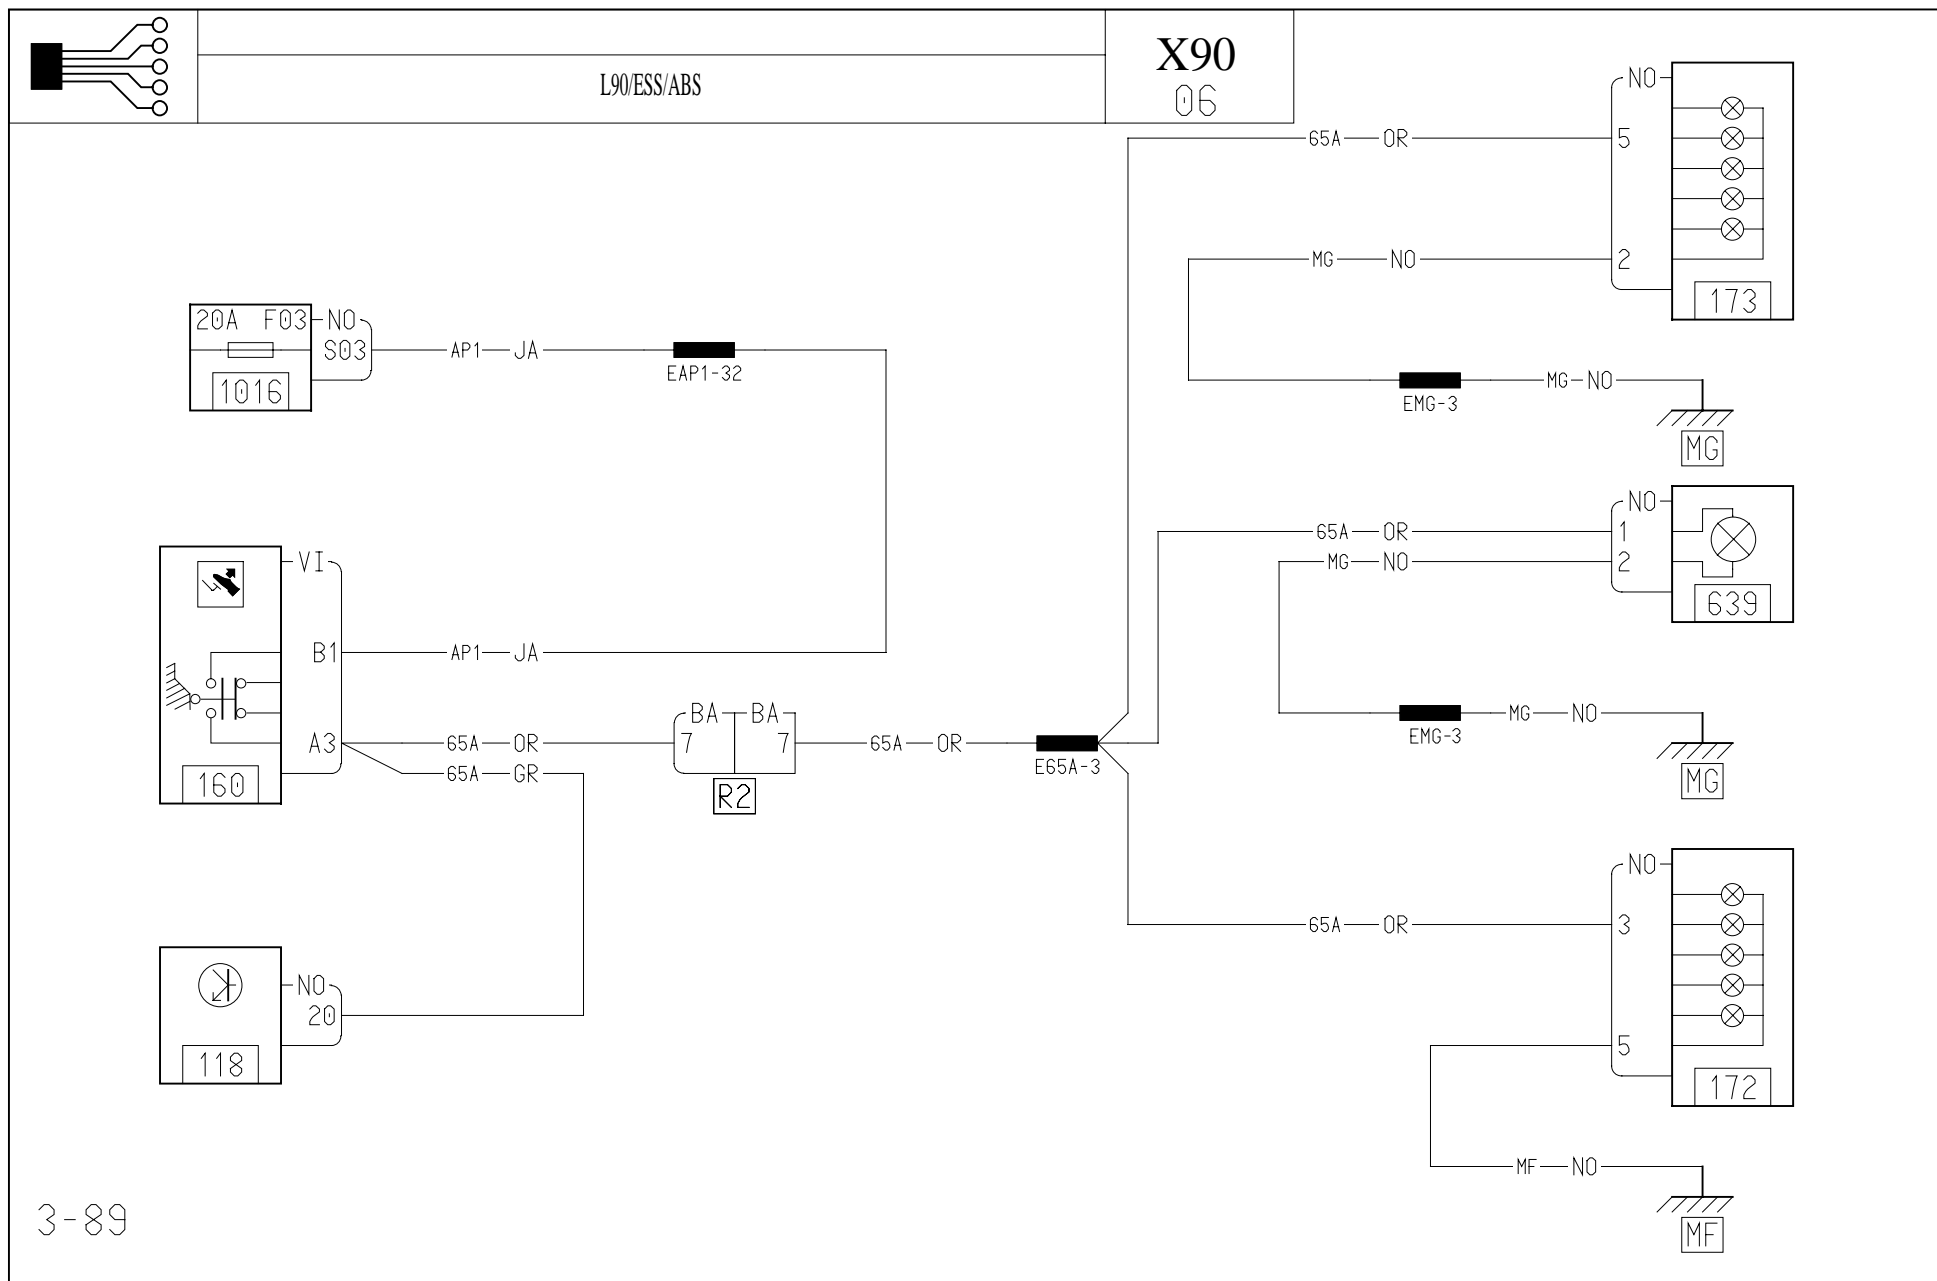 L90/ESS/ABS
X90
06
NO
65A OR 5
MG NO 2
173
20A F03 NO
S03 AP1 JA
EAP1-32
1016
EMG-3
MG NO
MG
NO
65A OR 1
MG NO 2
639
VI
B1 AP1 JA
BA BA
A3 65A OR 7 7 65A OR
E65A-3
65A GR
160
R2
EMG-3
MG NO
MG
NO
65A OR 3
NO
20
118
5
172
MF NO
MF
3-89